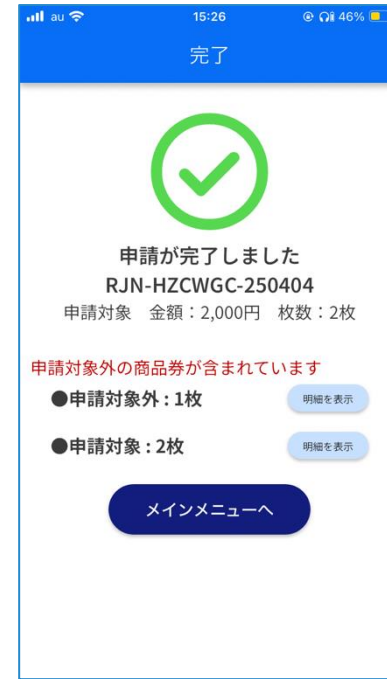 au 15:26 46%
完了
申請が完了しました
RJN-HZCWGC-250404
申請対象 金額：2,000円 枚数：2枚
申請対象外の商品券が含まれています
●申請対象外 : 1枚 明細を表示
●申請対象 : 2枚 明細を表示
メインメニューへ